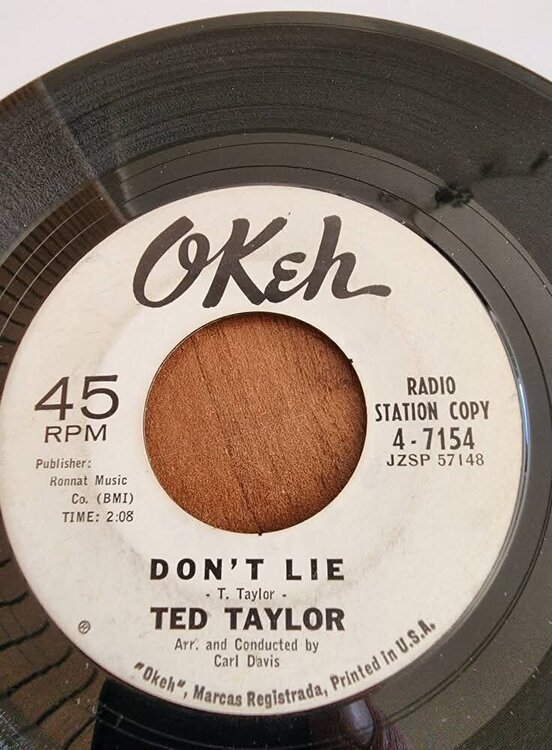 OKeh
45
RPM
Publisher:
Ronnat Music
Co. (BMI)
TIME: 2:08
RADIO
STATION COPY
4-7154
JZSP 57148
DON'T LIE
- T. Taylor -
TED TAYLOR
Arr. and Conducted by
Carl Davis
"Okeh", Marcas Registrada, Printed in U.S.A.